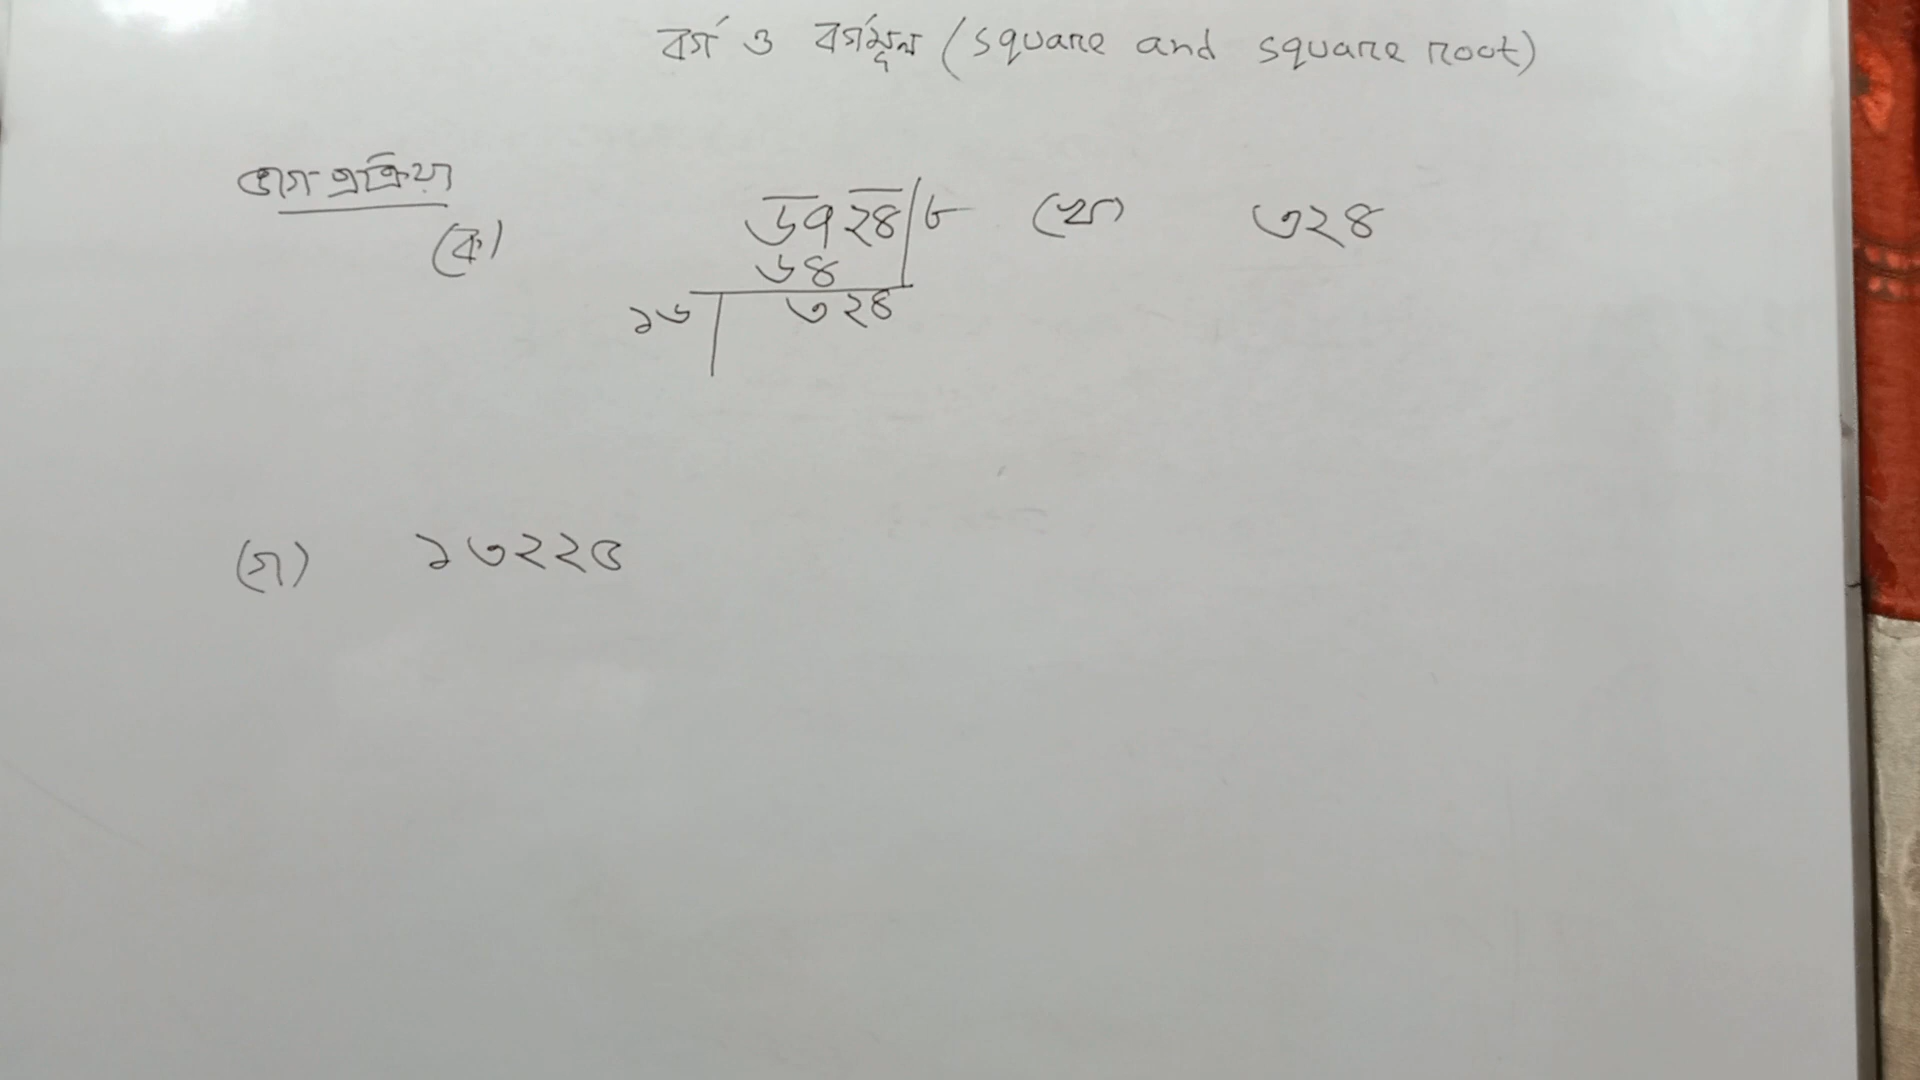 বর্গ ও বর্গমূল (square and square root)
ভাগ প্রক্রিয়া
(ক) ৬৭২৪ ৮ (খ) ৩২৪
৬৪
১৬ ৩২৪
(গ) ১৩২২৫